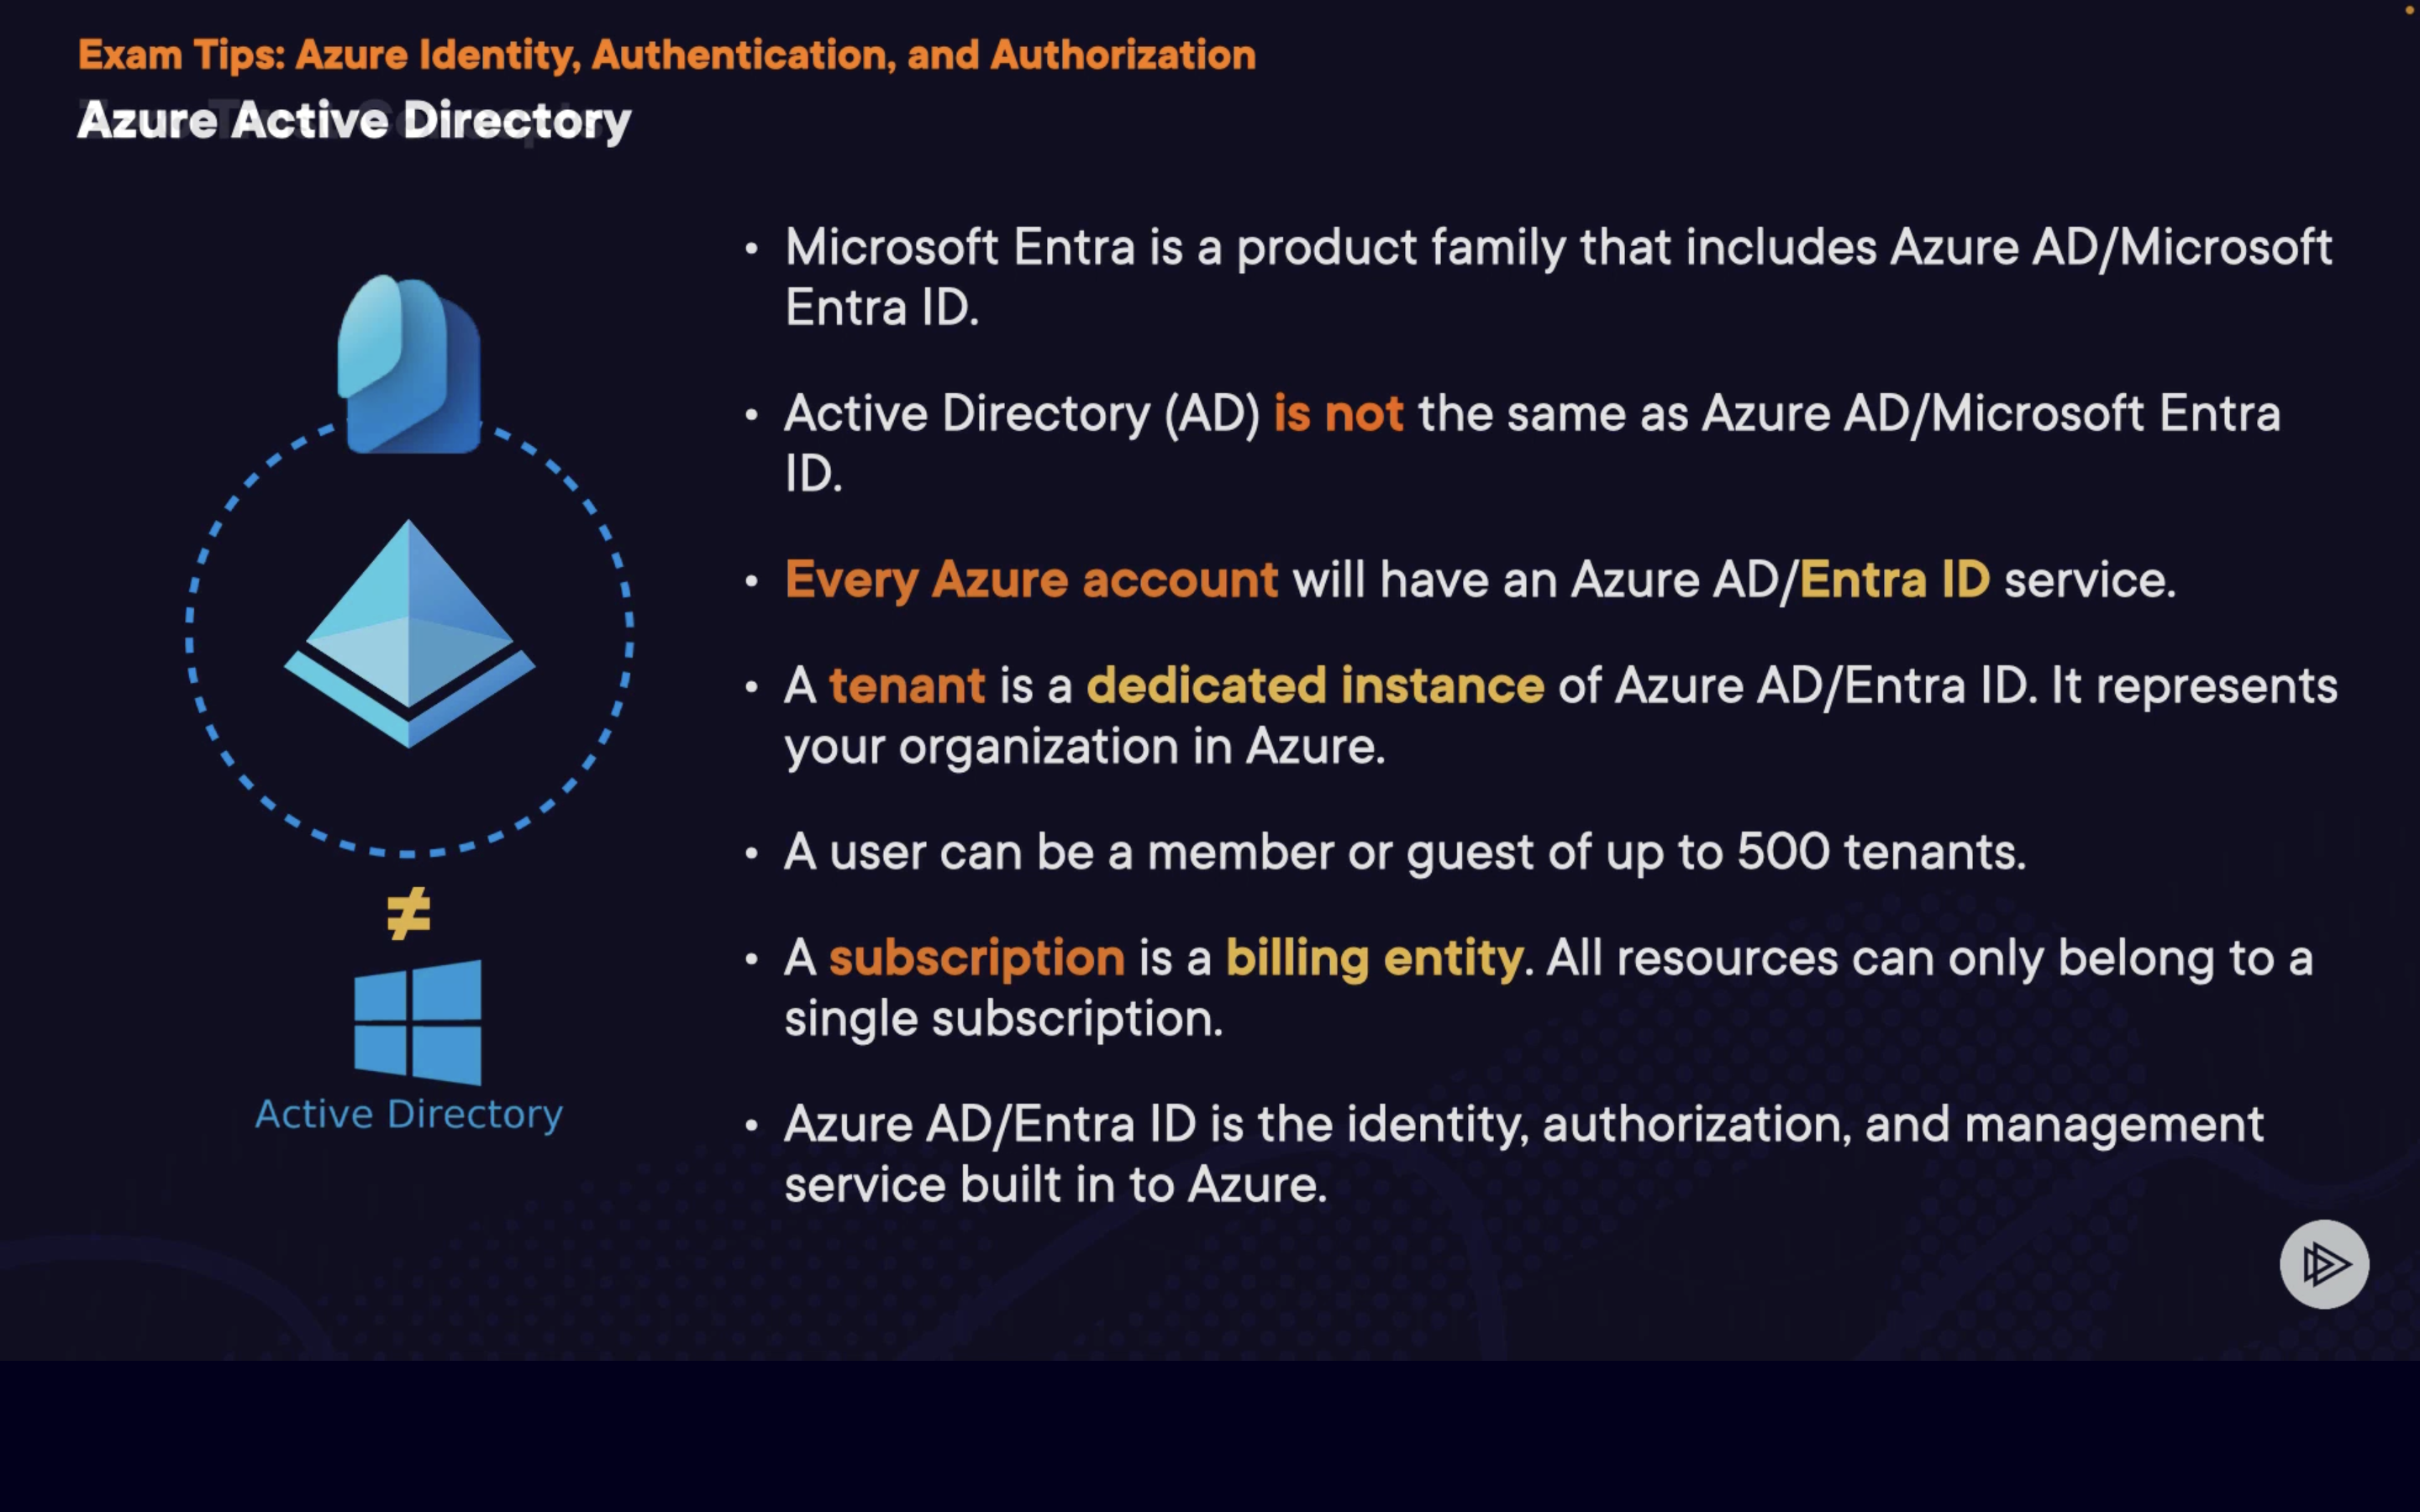 Exam Tips: Azure Identity, Authentication, and Authorization
Azure Active Directory
• Microsoft Entra is a product family that includes Azure AD/Microsoft
Entra ID.
• Active Directory (AD) is not the same as Azure AD/Microsoft Entra
ID.
• Every Azure account will have an Azure AD/Entra ID service.
• A tenant is a dedicated instance of Azure AD/Entra ID. It represents
your organization in Azure.
• A user can be a member or guest of up to 500 tenants.
• A subscription is a billing entity. All resources can only belong to a
single subscription.
• Azure AD/Entra ID is the identity, authorization, and management
service built in to Azure.
≠
Active Directory